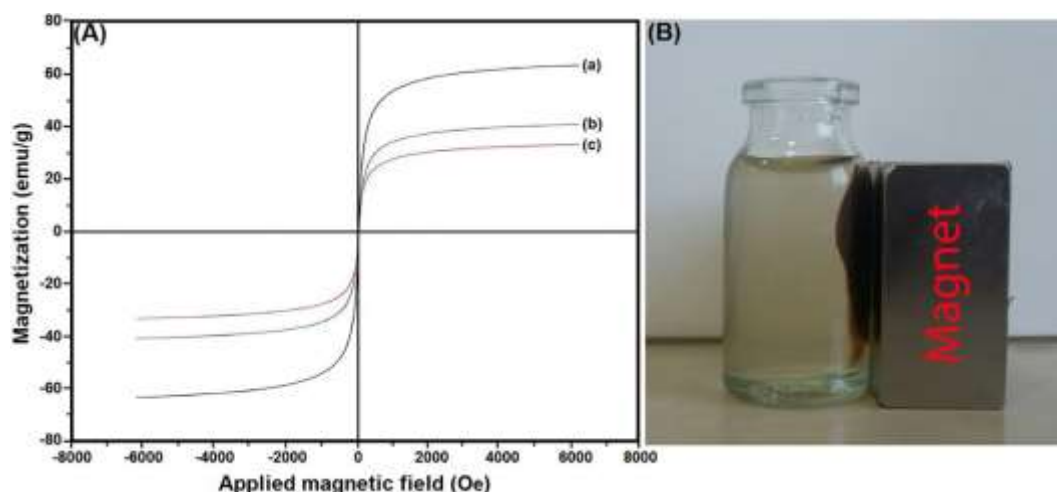 (A)
80
60
40
20
0
-20
-40
-60
-80
Magnetization (emu/g)
(a)
(b)
(c)
-8000 -6000 -4000 -2000 0 2000 4000 6000 8000
Applied magnetic field (Oe)
(B)
Magnet